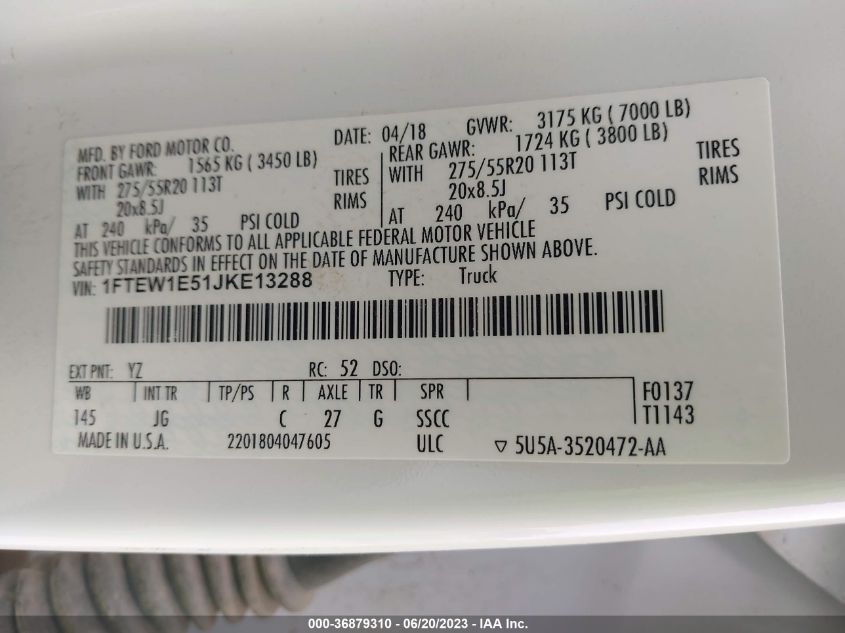 MFD. BY FORD MOTOR CO.
DATE: 04/18 GVWR: 3175 KG ( 7000 LB)
FRONT GAWR: 1565 KG ( 3450 LB)
WITH 275/55R20 113T TIRES
20x8.5J RIMS
AT 240 kPa/ 35 PSI COLD
REAR GAWR: 1724 KG ( 3800 LB)
WITH 275/55R20 113T TIRES
20x8.5J RIMS
AT 240 kPa/ 35 PSI COLD
THIS VEHICLE CONFORMS TO ALL APPLICABLE FEDERAL MOTOR VEHICLE
SAFETY STANDARDS IN EFFECT ON THE DATE OF MANUFACTURE SHOWN ABOVE.
VIN: 1FTEW1E51JKE13288 TYPE: Truck
EXT PNT: YZ RC: 52 DSO:
WB INT TR TP/PS R AXLE TR SPR F0137
145 JG C 27 G SSCC T1143
MADE IN U.S.A. 2201804047605 ULC ▽ 5U5A-3520472-AA
000-36879310 - 06/20/2023 - IAA Inc.